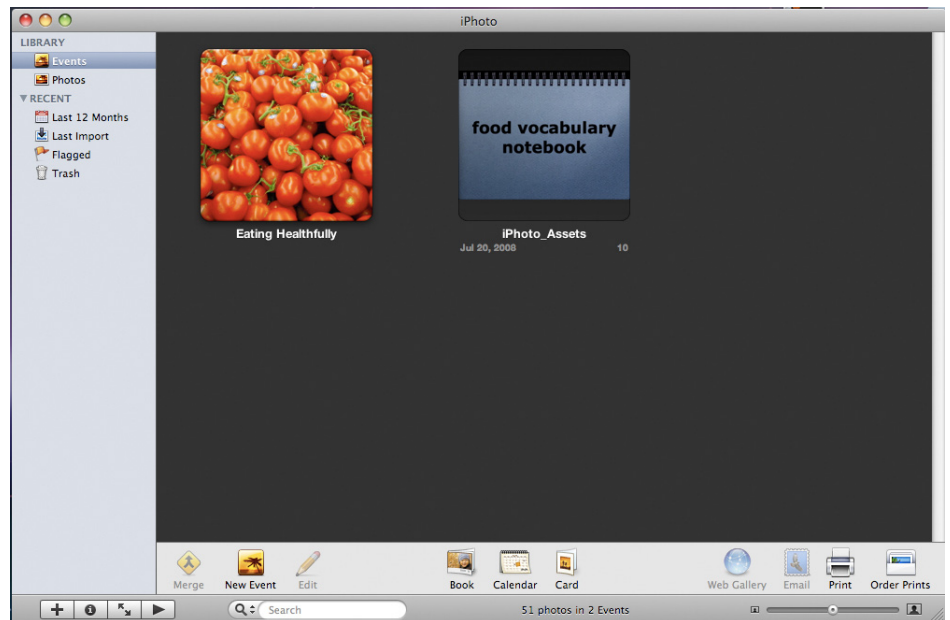 iPhoto
LIBRARY
Events
Photos
RECENT
Last 12 Months
Last Import
Flagged
Trash
food vocabulary
notebook
Eating Healthfully
iPhoto_Assets
Jul 20, 2008 10
Merge New Event Edit Book Calendar Card Web Gallery Email Print Order Prints
Search 51 photos in 2 Events